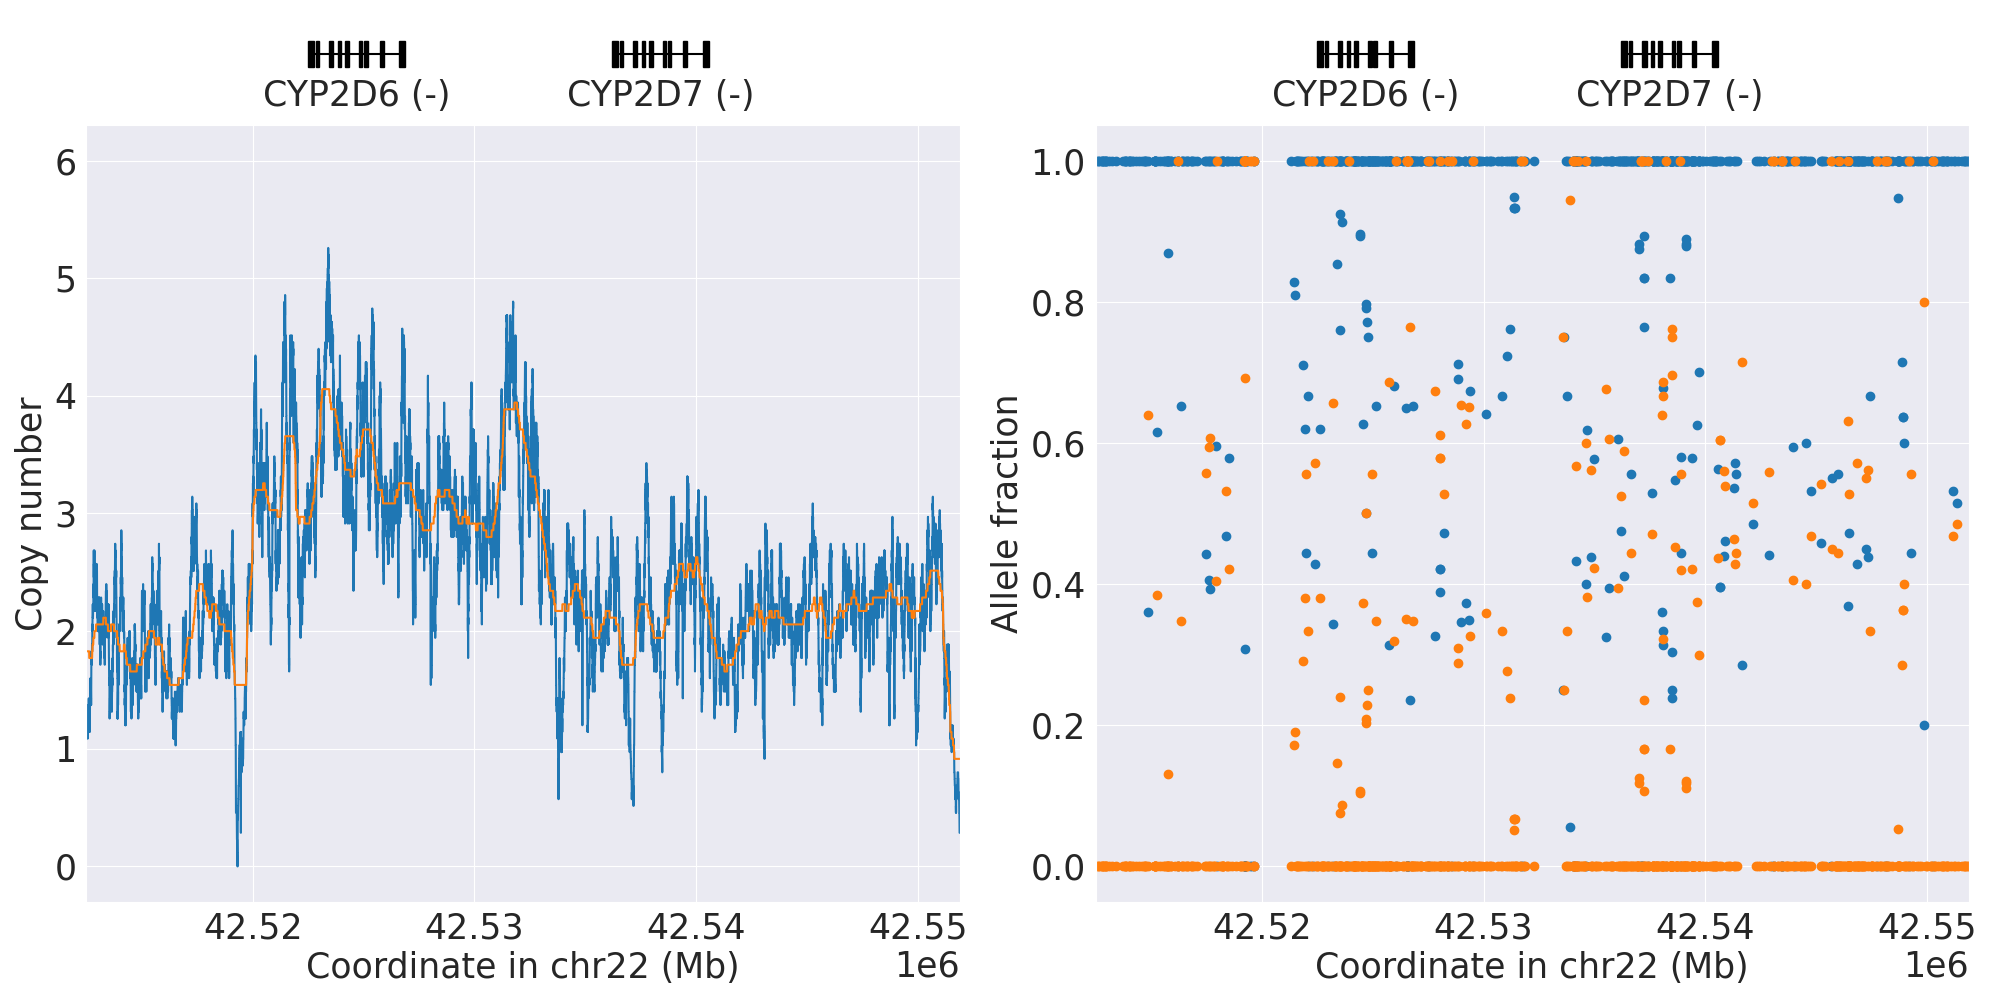 CYP2D6 (-) CYP2D7 (-)
6
5
4
3
2
1
0
Copy number
42.52 42.53 42.54 42.55
Coordinate in chr22 (Mb) 1e6
CYP2D6 (-) CYP2D7 (-)
1.0
0.8
0.6
0.4
0.2
0.0
Allele fraction
42.52 42.53 42.54 42.55
Coordinate in chr22 (Mb) 1e6